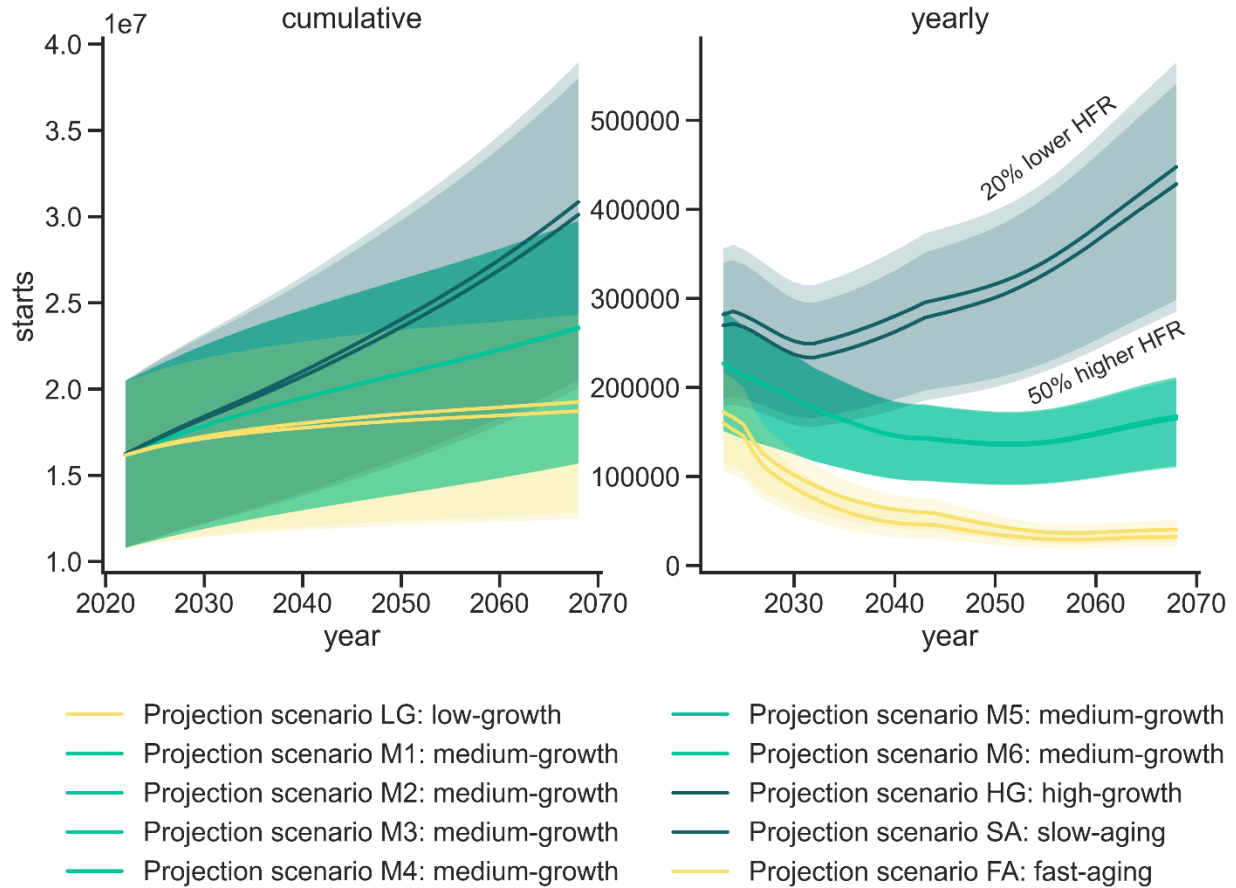 cumulative
yearly
1e7
4.0
3.5
3.0
2.5
2.0
1.5
1.0
starts
2020 2030 2040 2050 2060 2070
year
500000
400000
300000
200000
100000
0
20% lower HFR
50% higher HFR
2030 2040 2050 2060 2070
year
Projection scenario LG: low-growth
Projection scenario M1: medium-growth
Projection scenario M2: medium-growth
Projection scenario M3: medium-growth
Projection scenario M4: medium-growth
Projection scenario M5: medium-growth
Projection scenario M6: medium-growth
Projection scenario HG: high-growth
Projection scenario SA: slow-aging
Projection scenario FA: fast-aging